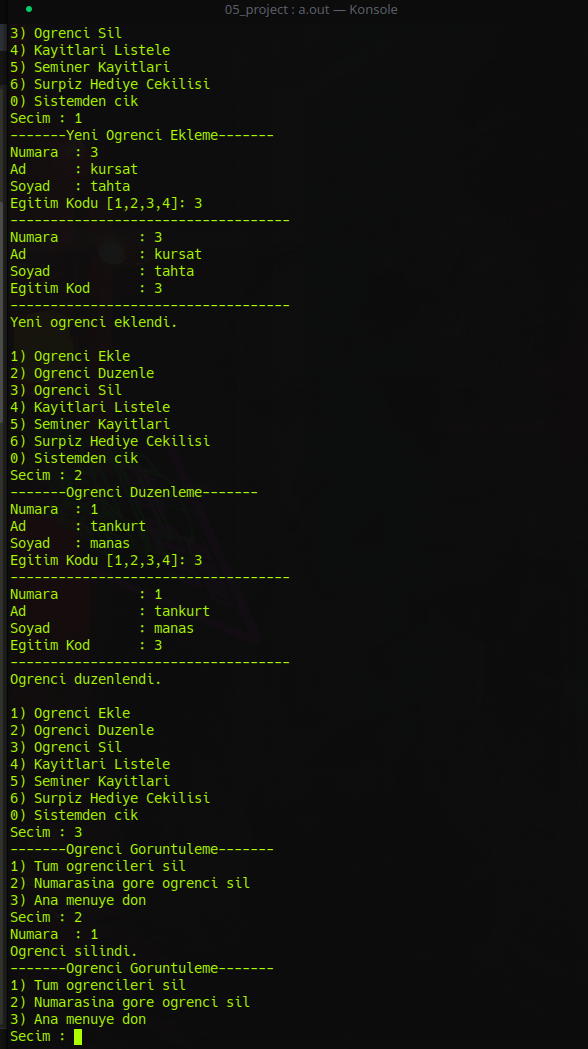 05_project : a.out — Konsole
3) Ogrenci Sil
4) Kayitlari Listele
5) Seminer Kayitlari
6) Surpiz Hediye Cekilisi
0) Sistemden cik
Secim : 1
-------Yeni Ogrenci Ekleme-------
Numara  : 3
Ad      : kursat
Soyad   : tahta
Egitim Kodu [1,2,3,4]: 3
-----------------------------------
Numara          : 3
Ad              : kursat
Soyad           : tahta
Egitim Kod      : 3
-----------------------------------
Yeni ogrenci eklendi.

1) Ogrenci Ekle
2) Ogrenci Duzenle
3) Ogrenci Sil
4) Kayitlari Listele
5) Seminer Kayitlari
6) Surpiz Hediye Cekilisi
0) Sistemden cik
Secim : 2
-------Ogrenci Duzenleme-------
Numara  : 1
Ad      : tankurt
Soyad   : manas
Egitim Kodu [1,2,3,4]: 3
-----------------------------------
Numara          : 1
Ad              : tankurt
Soyad           : manas
Egitim Kod      : 3
-----------------------------------
Ogrenci duzenlendi.

1) Ogrenci Ekle
2) Ogrenci Duzenle
3) Ogrenci Sil
4) Kayitlari Listele
5) Seminer Kayitlari
6) Surpiz Hediye Cekilisi
0) Sistemden cik
Secim : 3
-------Ogrenci Goruntuleme-------
1) Tum ogrencileri sil
2) Numarasina gore ogrenci sil
3) Ana menuye don
Secim : 2
Numara  : 1
Ogrenci silindi.
-------Ogrenci Goruntuleme-------
1) Tum ogrencileri sil
2) Numarasina gore ogrenci sil
3) Ana menuye don
Secim :